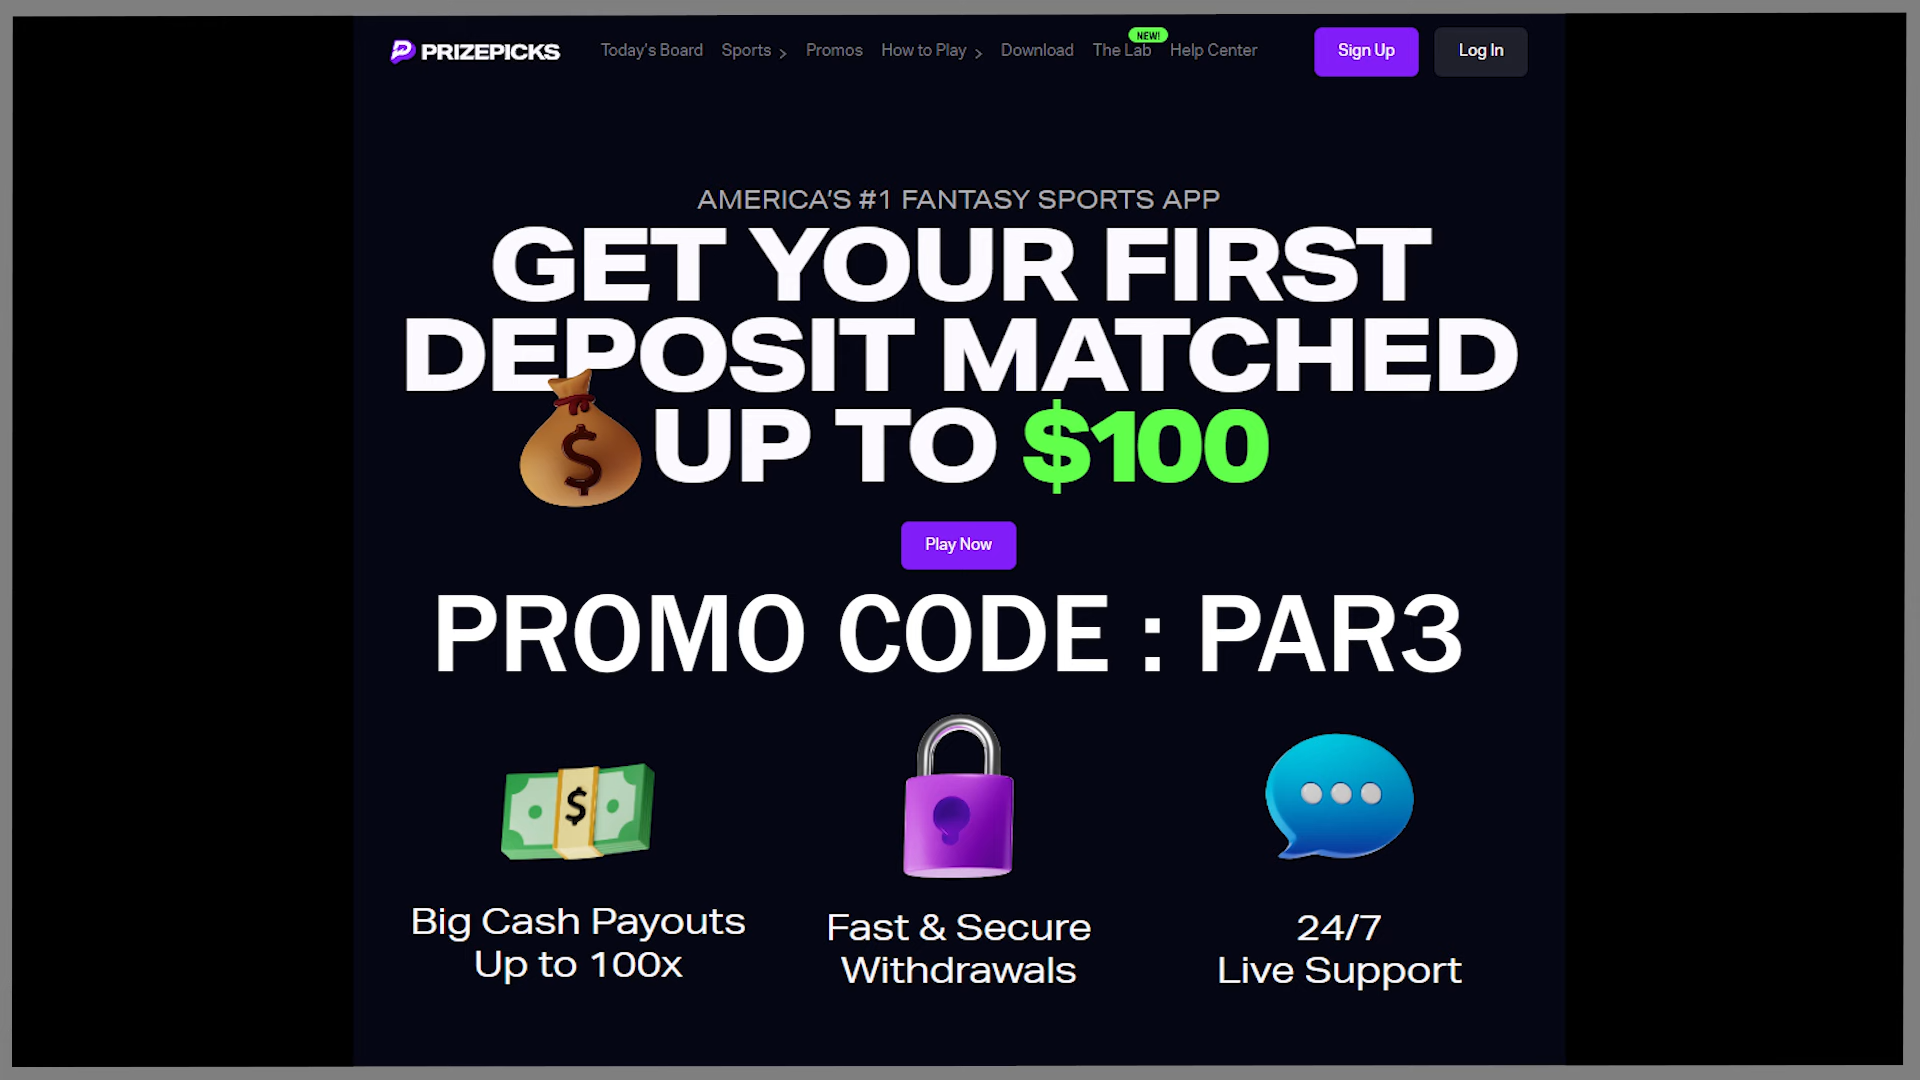 PRIZEPICKS Today's Board Sports Promos How to Play Download The Lab NEW! Help Center Sign Up Log In
AMERICA'S #1 FANTASY SPORTS APP
GET YOUR FIRST
DEPOSIT MATCHED
$ UP TO $100
Play Now
PROMO CODE : PAR3
$
Big Cash Payouts
Up to 100x
Fast & Secure
Withdrawals
24/7
Live Support